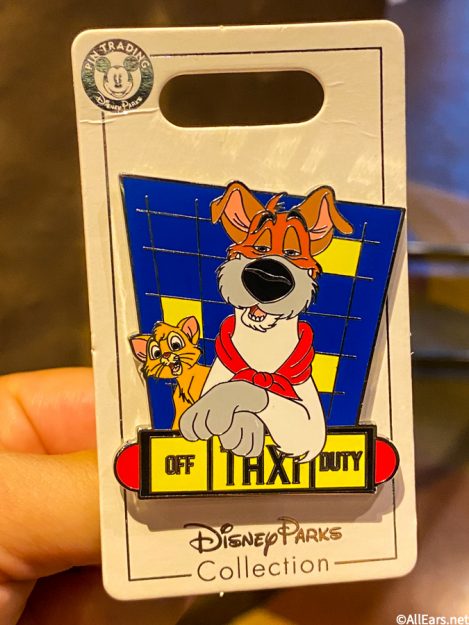 PIN TRADING
Disney Parks
OFF TAXI DUTY
Disney Parks
Collection
©AllEars.net